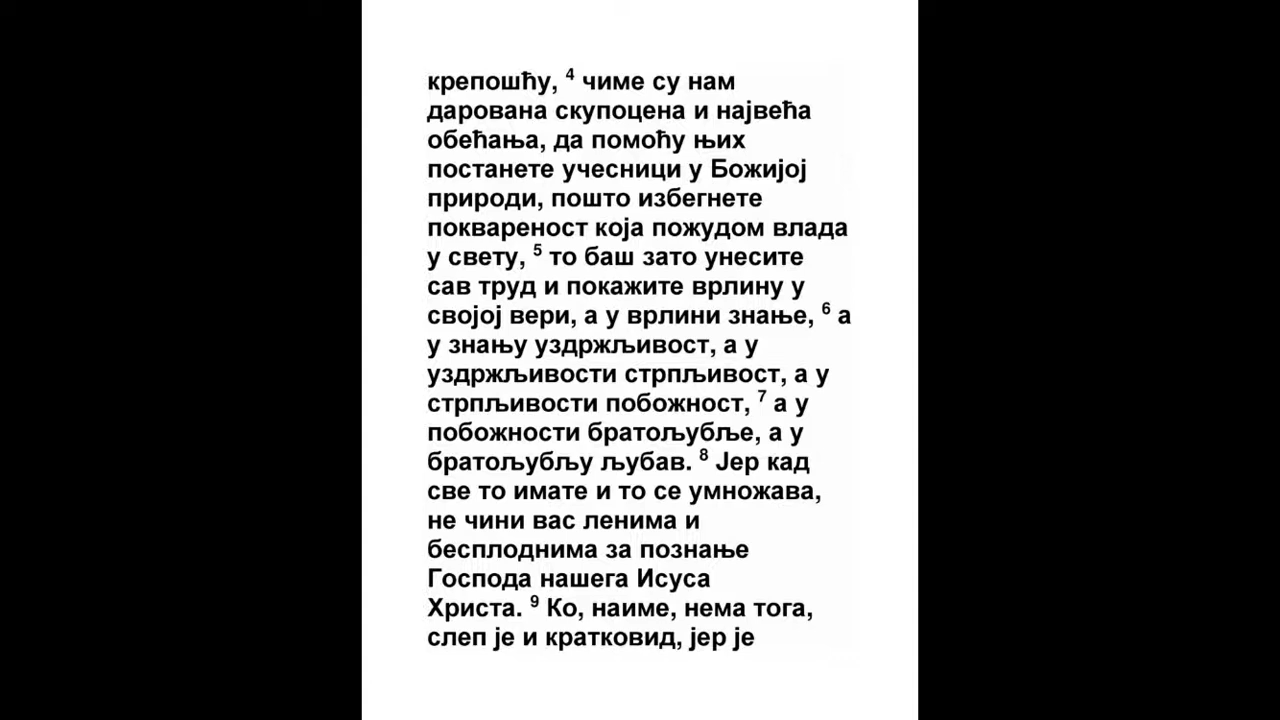 крепошћу, ⁴ чиме су нам
дарована скупоцена и највећа
обећања, да помоћу њих
постанете учесници у Божијој
природи, пошто избегнете
поквареност која пожудом влада
у свету, ⁵ то баш зато унесите
сав труд и покажите врлину у
својој вери, а у врлини знање, ⁶ а
у знању уздржљивост, а у
уздржљивости стрпљивост, а у
стрпљивости побожност, ⁷ а у
побожности братољубље, а у
братољубљу љубав. ⁸ Јер кад
све то имате и то се умножава,
не чини вас ленима и
бесплоднима за познање
Господа нашега Исуса
Христа. ⁹ Ко, наиме, нема тога,
слеп је и кратковид, јер је